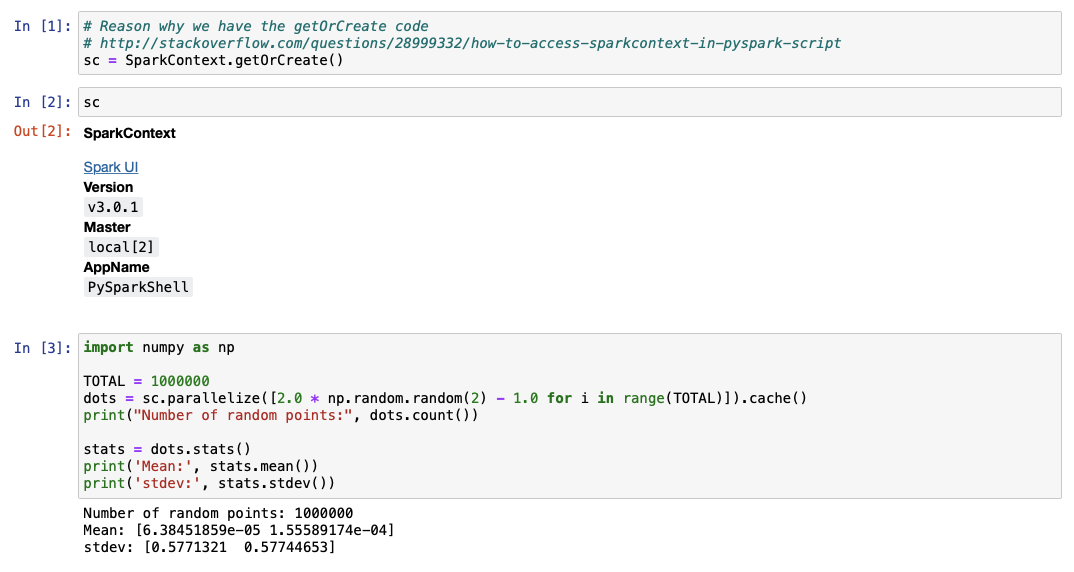 In [1]: # Reason why we have the getOrCreate code
# http://stackoverflow.com/questions/28999332/how-to-access-sparkcontext-in-pyspark-script
sc = SparkContext.getOrCreate()
In [2]: sc
Out[2]: SparkContext
Spark UI
Version
v3.0.1
Master
local[2]
AppName
PySparkShell
In [3]: import numpy as np
TOTAL = 1000000
dots = sc.parallelize([2.0 * np.random.random(2) - 1.0 for i in range(TOTAL)]).cache()
print("Number of random points:", dots.count())
stats = dots.stats()
print('Mean:', stats.mean())
print('stdev:', stats.stdev())
Number of random points: 1000000
Mean: [6.38451859e-05 1.55589174e-04]
stdev: [0.5771321  0.57744653]